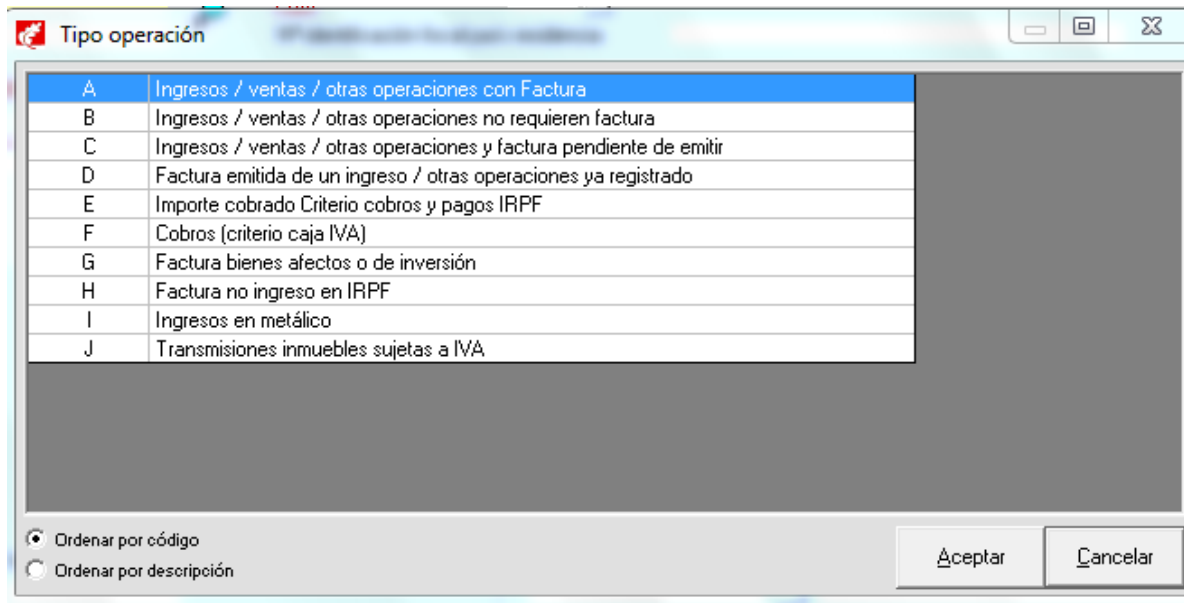 Tipo operación
A Ingresos / ventas / otras operaciones con Factura
B Ingresos / ventas / otras operaciones no requieren factura
C Ingresos / ventas / otras operaciones y factura pendiente de emitir
D Factura emitida de un ingreso / otras operaciones ya registrado
E Importe cobrado Criterio cobros y pagos IRPF
F Cobros (criterio caja IVA)
G Factura bienes afectos o de inversión
H Factura no ingreso en IRPF
I Ingresos en metálico
J Transmisiones inmuebles sujetas a IVA
Ordenar por código
Ordenar por descripción
Aceptar
Cancelar